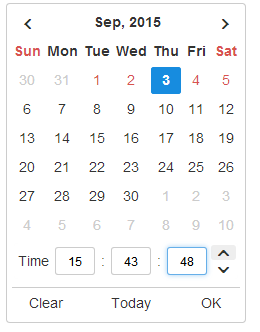 Sep, 2015
Sun Mon Tue Wed Thu Fri Sat
30 31 1 2 3 4 5
6 7 8 9 10 11 12
13 14 15 16 17 18 19
20 21 22 23 24 25 26
27 28 29 30 1 2 3
4 5 6 7 8 9 10
Time 15 : 43 : 48
Clear Today OK